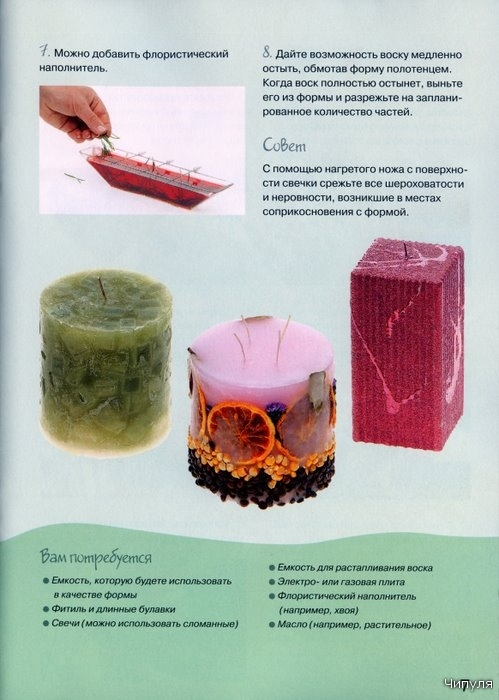 7. Можно добавить флористический
наполнитель.
8. Дайте возможность воску медленно
остыть, обмотав форму полотенцем.
Когда воск полностью остынет, выньте
его из формы и разрежьте на заплани-
рованное количество частей.
Совет
С помощью нагретого ножа с поверхно-
сти свечки срежьте все шероховатости
и неровности, возникшие в местах
соприкосновения с формой.
Вам потребуется
● Емкость, которую будете использовать
в качестве формы
● Фитиль и длинные булавки
● Свечи (можно использовать сломанные)
● Емкость для растапливания воска
● Электро- или газовая плита
● Флористический наполнитель
(например, хвоя)
● Масло (например, растительное)
Чипуля